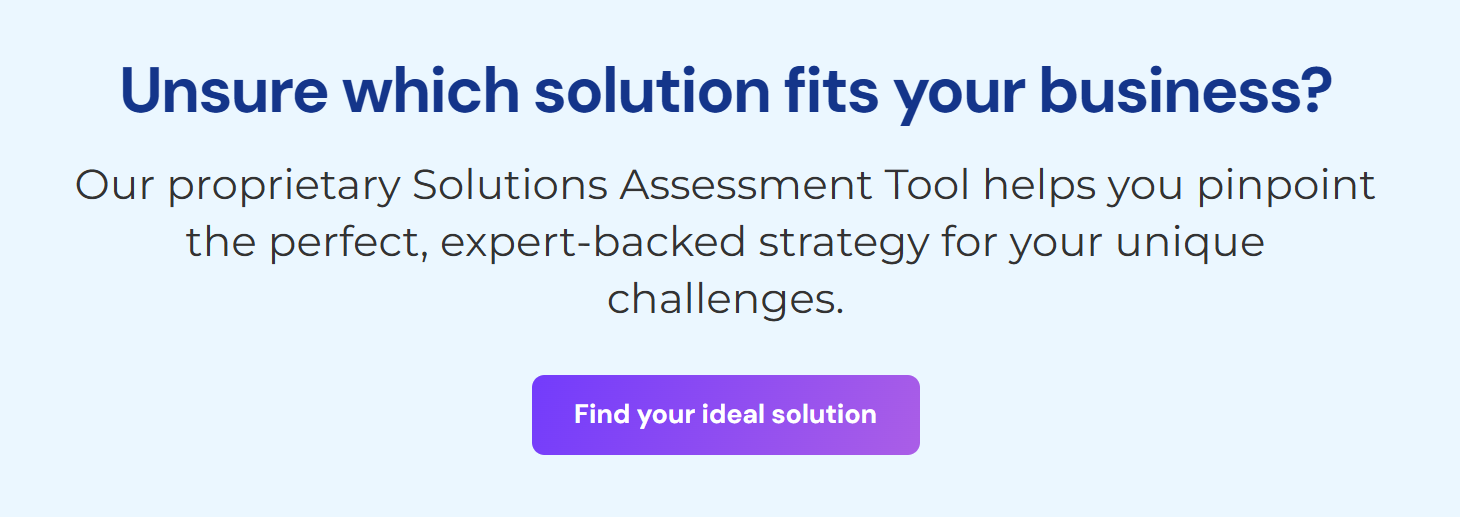 Unsure which solution fits your business?
Our proprietary Solutions Assessment Tool helps you pinpoint
the perfect, expert-backed strategy for your unique
challenges.
Find your ideal solution